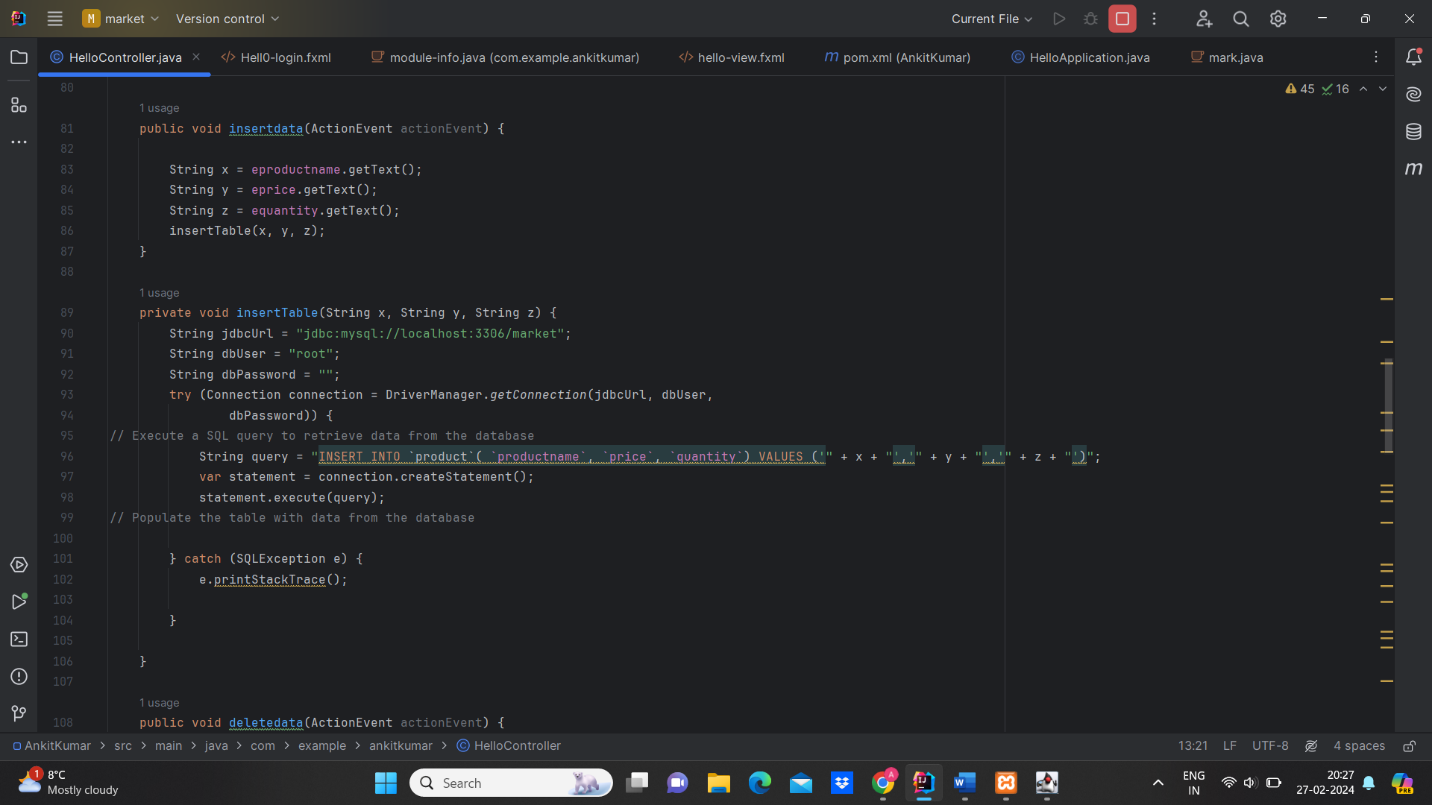 M market Version control Current File
HelloController.java Hell0-login.fxml module-info.java (com.example.ankitkumar) hello-view.fxml m pom.xml (AnkitKumar) HelloApplication.java mark.java
45 16
80
1 usage
81 public void insertdata(ActionEvent actionEvent) {
82
83 String x = eproductname.getText();
84 String y = eprice.getText();
85 String z = equantity.getText();
86 insertTable(x, y, z);
87 }
88
1 usage
89 private void insertTable(String x, String y, String z) {
90 String jdbcUrl = "jdbc:mysql://localhost:3306/market";
91 String dbUser = "root";
92 String dbPassword = "";
93 try (Connection connection = DriverManager.getConnection(jdbcUrl, dbUser,
94 dbPassword)) {
95 // Execute a SQL query to retrieve data from the database
96 String query = "INSERT INTO `product`( `productname`, `price`, `quantity`) VALUES ('" + x + "','" + y + "','" + z + "')";
97 var statement = connection.createStatement();
98 statement.execute(query);
99 // Populate the table with data from the database
100
101 } catch (SQLException e) {
102 e.printStackTrace();
103
104 }
105
106 }
107
1 usage
108 public void deletedata(ActionEvent actionEvent) {
AnkitKumar > src > main > java > com > example > ankitkumar > HelloController 13:21 LF UTF-8 4 spaces
1 8°C
Mostly cloudy
Search
ENG
IN
20:27
27-02-2024
PRE